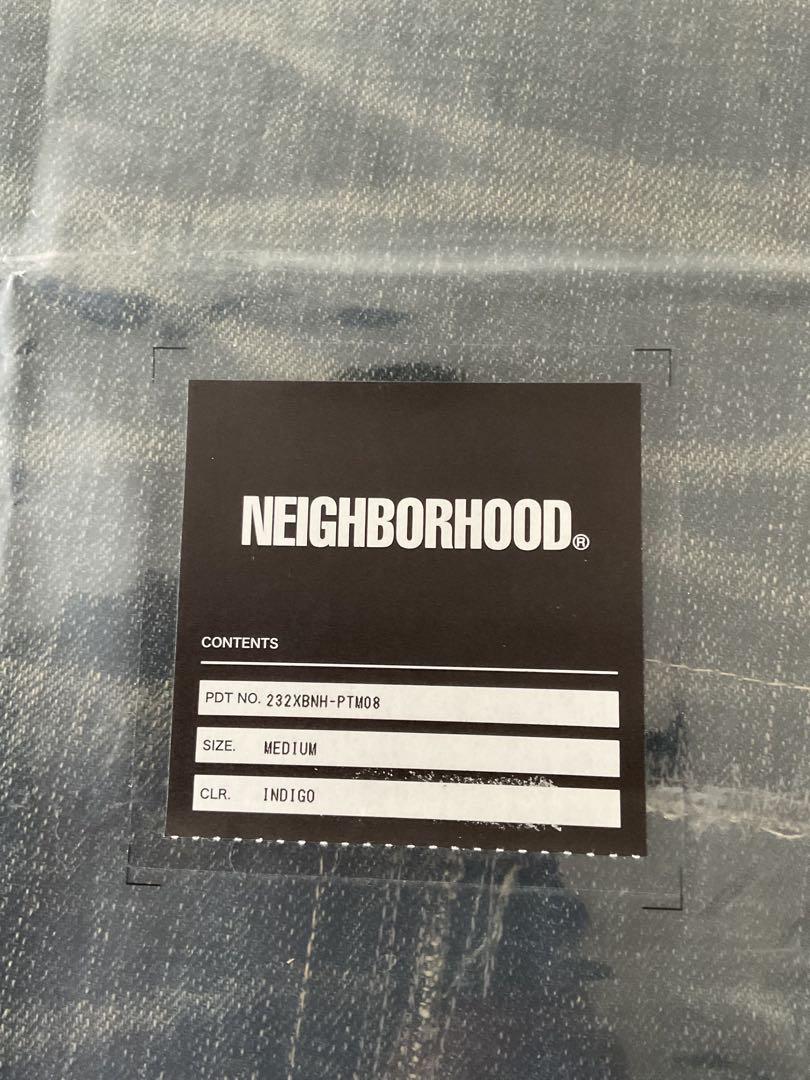 NEIGHBORHOOD®
CONTENTS
PDT NO. 232XBNH-PTM08
SIZE. MEDIUM
CLR. INDIGO